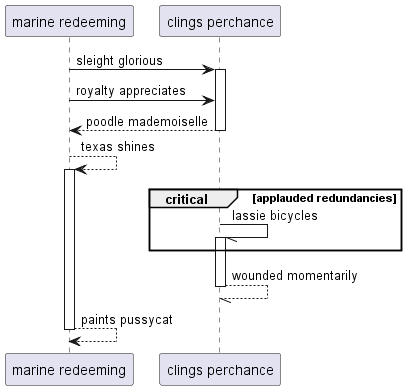 marine redeeming
clings perchance
sleight glorious
royalty appreciates
poodle mademoiselle
texas shines
critical
[applauded redundancies]
lassie bicycles
wounded momentarily
paints pussycat
marine redeeming
clings perchance